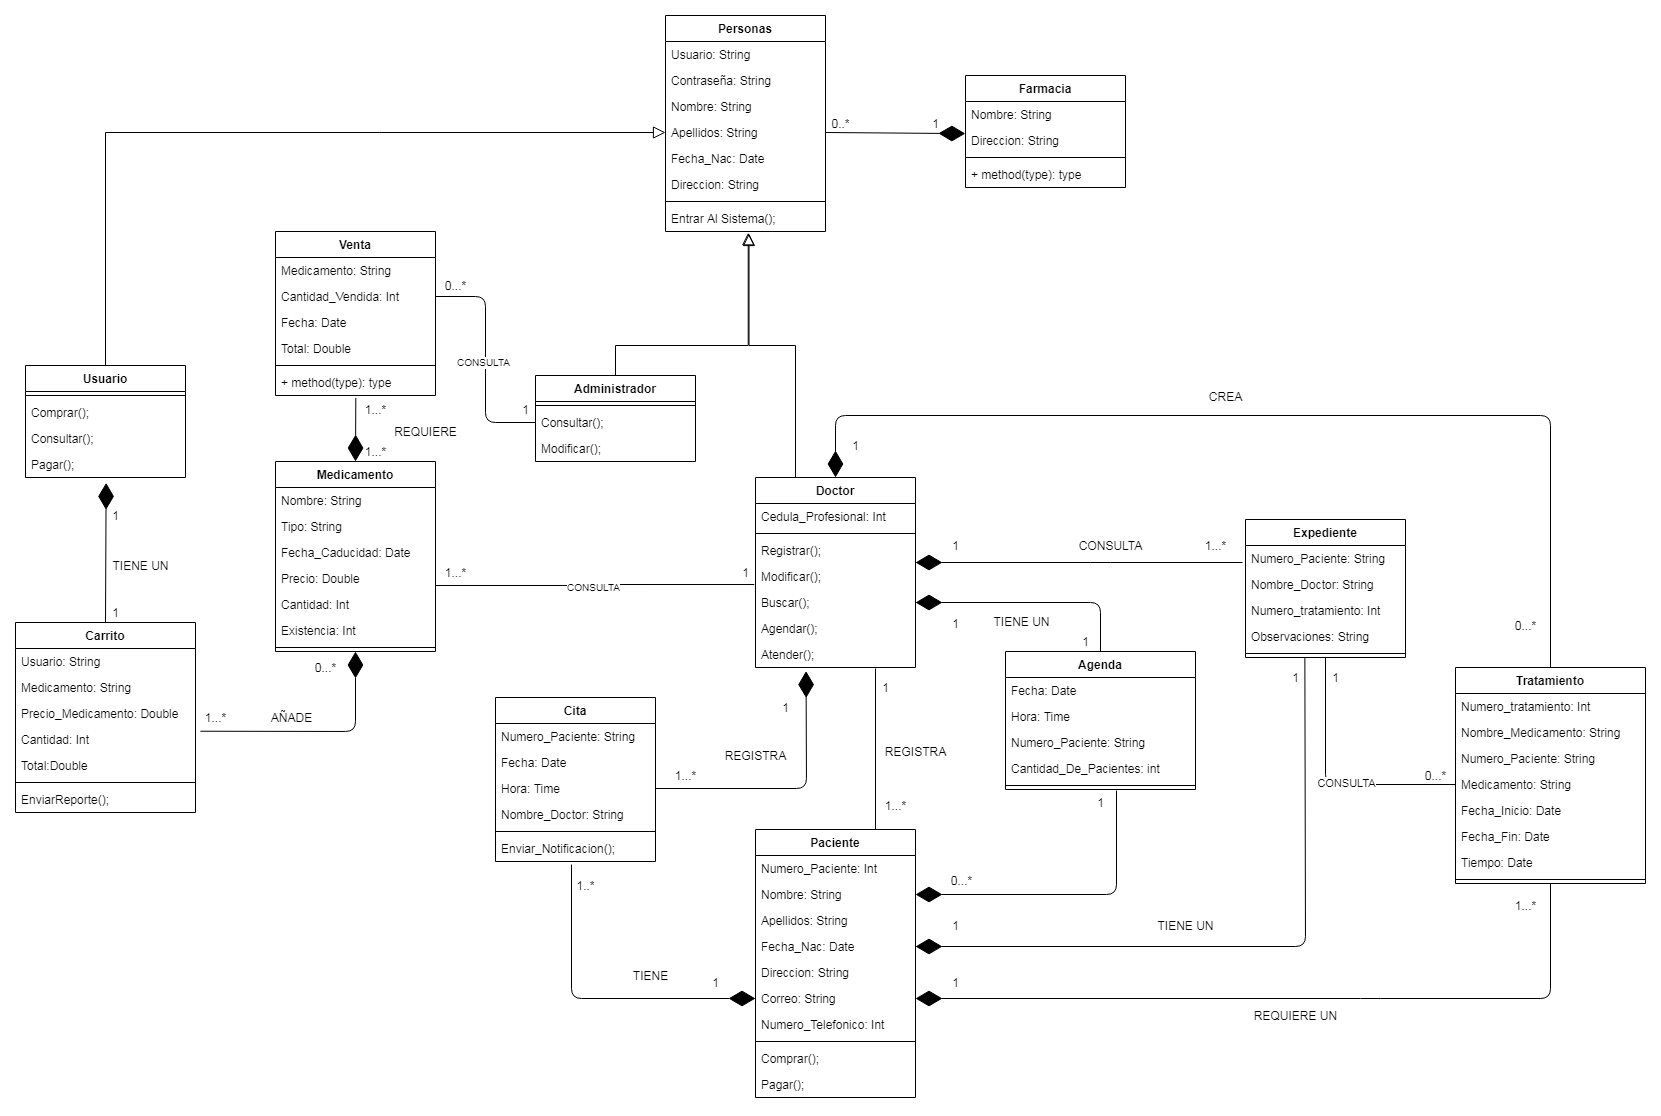 Personas
Usuario: String
Contraseña: String
Nombre: String
Apellidos: String
Fecha_Nac: Date
Direccion: String
Entrar Al Sistema();
0..*
1
Farmacia
Nombre: String
Direccion: String
+ method(type): type
Venta
Medicamento: String
Cantidad_Vendida: Int
Fecha: Date
Total: Double
+ method(type): type
0...*
CONSULTA
1
Administrador
Consultar();
Modificar();
Usuario
Comprar();
Consultar();
Pagar();
1
TIENE UN
1
1...*
REQUIERE
1...*
Medicamento
Nombre: String
Tipo: String
Fecha_Caducidad: Date
Precio: Double
Cantidad: Int
Existencia: Int
1...*
CONSULTA
1
Carrito
Usuario: String
Medicamento: String
Precio_Medicamento: Double
Cantidad: Int
Total:Double
EnviarReporte();
0...*
1...*
AÑADE
CREA
1
0...*
Doctor
Cedula_Profesional: Int
Registrar();
Modificar();
Buscar();
Agendar();
Atender();
1
CONSULTA
1...*
1
TIENE UN
1
Expediente
Numero_Paciente: String
Nombre_Doctor: String
Numero_tratamiento: Int
Observaciones: String
1
1
CONSULTA
0...*
Agenda
Fecha: Date
Hora: Time
Numero_Paciente: String
Cantidad_De_Pacientes: int
1
Tratamiento
Numero_tratamiento: Int
Nombre_Medicamento: String
Numero_Paciente: String
Medicamento: String
Fecha_Inicio: Date
Fecha_Fin: Date
Tiempo: Date
1...*
Cita
Numero_Paciente: String
Fecha: Date
Hora: Time
Nombre_Doctor: String
Enviar_Notificacion();
1
REGISTRA
1...*
1
REGISTRA
1...*
1..*
TIENE
1
Paciente
Numero_Paciente: Int
Nombre: String
Apellidos: String
Fecha_Nac: Date
Direccion: String
Correo: String
Numero_Telefonico: Int
Comprar();
Pagar();
0...*
1
TIENE UN
1
REQUIERE UN